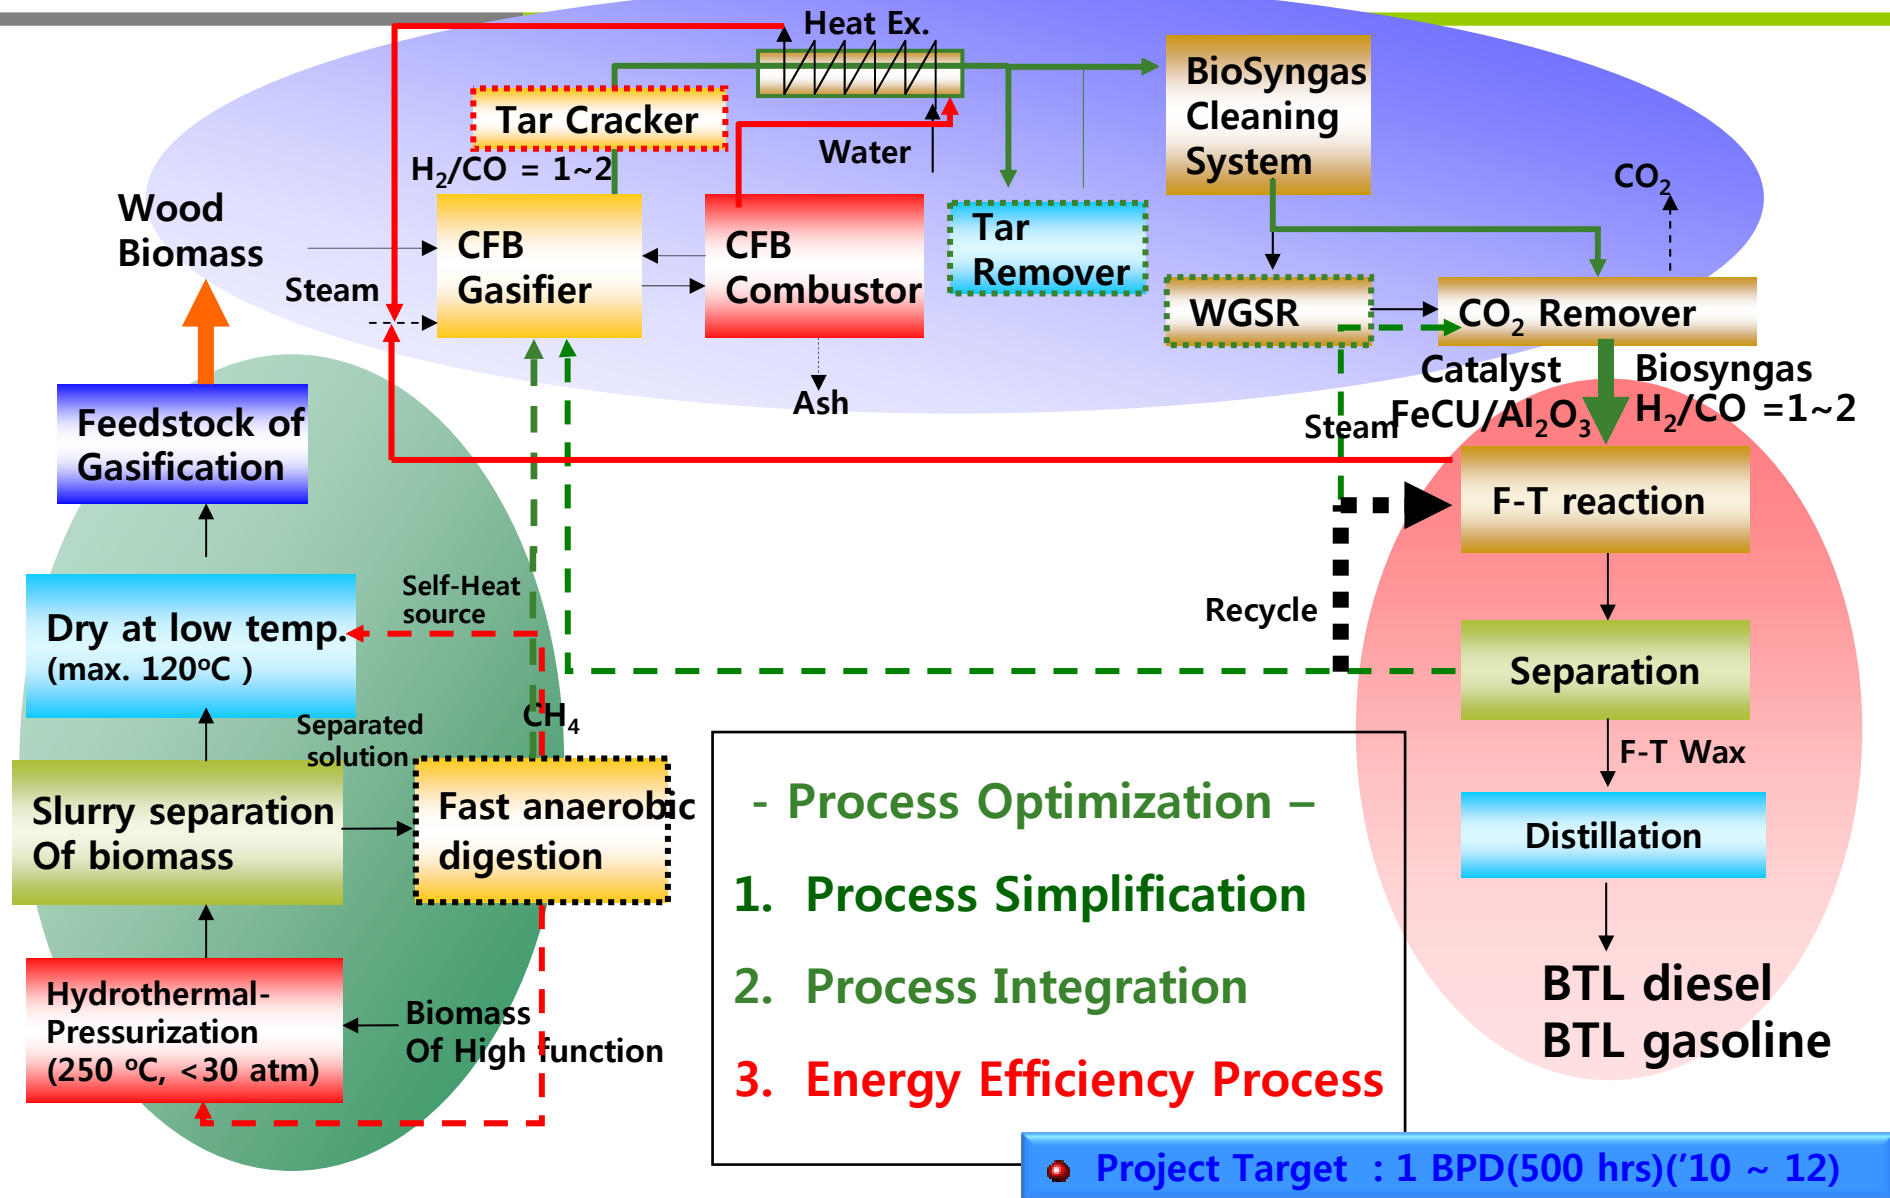 Heat Ex.
BioSyngas
Cleaning
System
Tar Cracker
Water
H₂/CO = 1~2
CO₂
Wood
Biomass
CFB
Gasifier
CFB
Combustor
Tar
Remover
Steam
WGSR
CO₂ Remover
Ash
Catalyst
FeCU/Al₂O₃
Biosyngas
H₂/CO =1~2
Steam
Feedstock of
Gasification
F-T reaction
Self-Heat
source
Recycle
Dry at low temp.
(max. 120ºC )
Separation
CH₄
Separated
solution
F-T Wax
Slurry separation
Of biomass
Fast anaerobic
digestion
Distillation
- Process Optimization –
1. Process Simplification
2. Process Integration
3. Energy Efficiency Process
Hydrothermal-
Pressurization
(250 ºC, <30 atm)
Biomass
Of High function
BTL diesel
BTL gasoline
Project Target : 1 BPD(500 hrs)(’10 ~ 12)